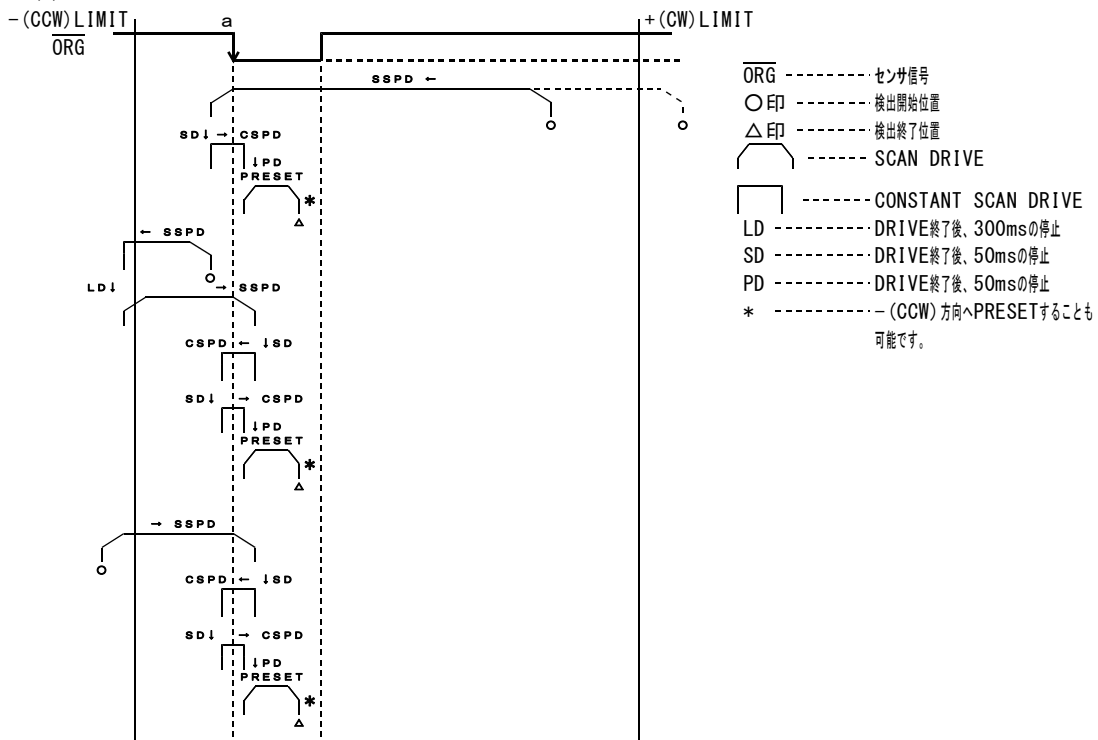 －(CCW)LIMIT
a
＋(CW)LIMIT
ORG
SSPD ←
SD↓ → CSPD
↓PD
PRESET
*
△
← SSPD
LD↓
→ SSPD
CSPD ← ↓SD
SD↓ → CSPD
↓PD
PRESET
*
△
→ SSPD
CSPD ← ↓SD
SD↓ → CSPD
↓PD
PRESET
*
△
ORG -------- センサ信号
○印 -------- 検出開始位置
△印 -------- 検出終了位置
------ SCAN DRIVE
------- CONSTANT SCAN DRIVE
LD --------- DRIVE終了後、300msの停止
SD --------- DRIVE終了後、50msの停止
PD --------- DRIVE終了後、50msの停止
* --------- －(CCW)方向へPRESETすることも
可能です。